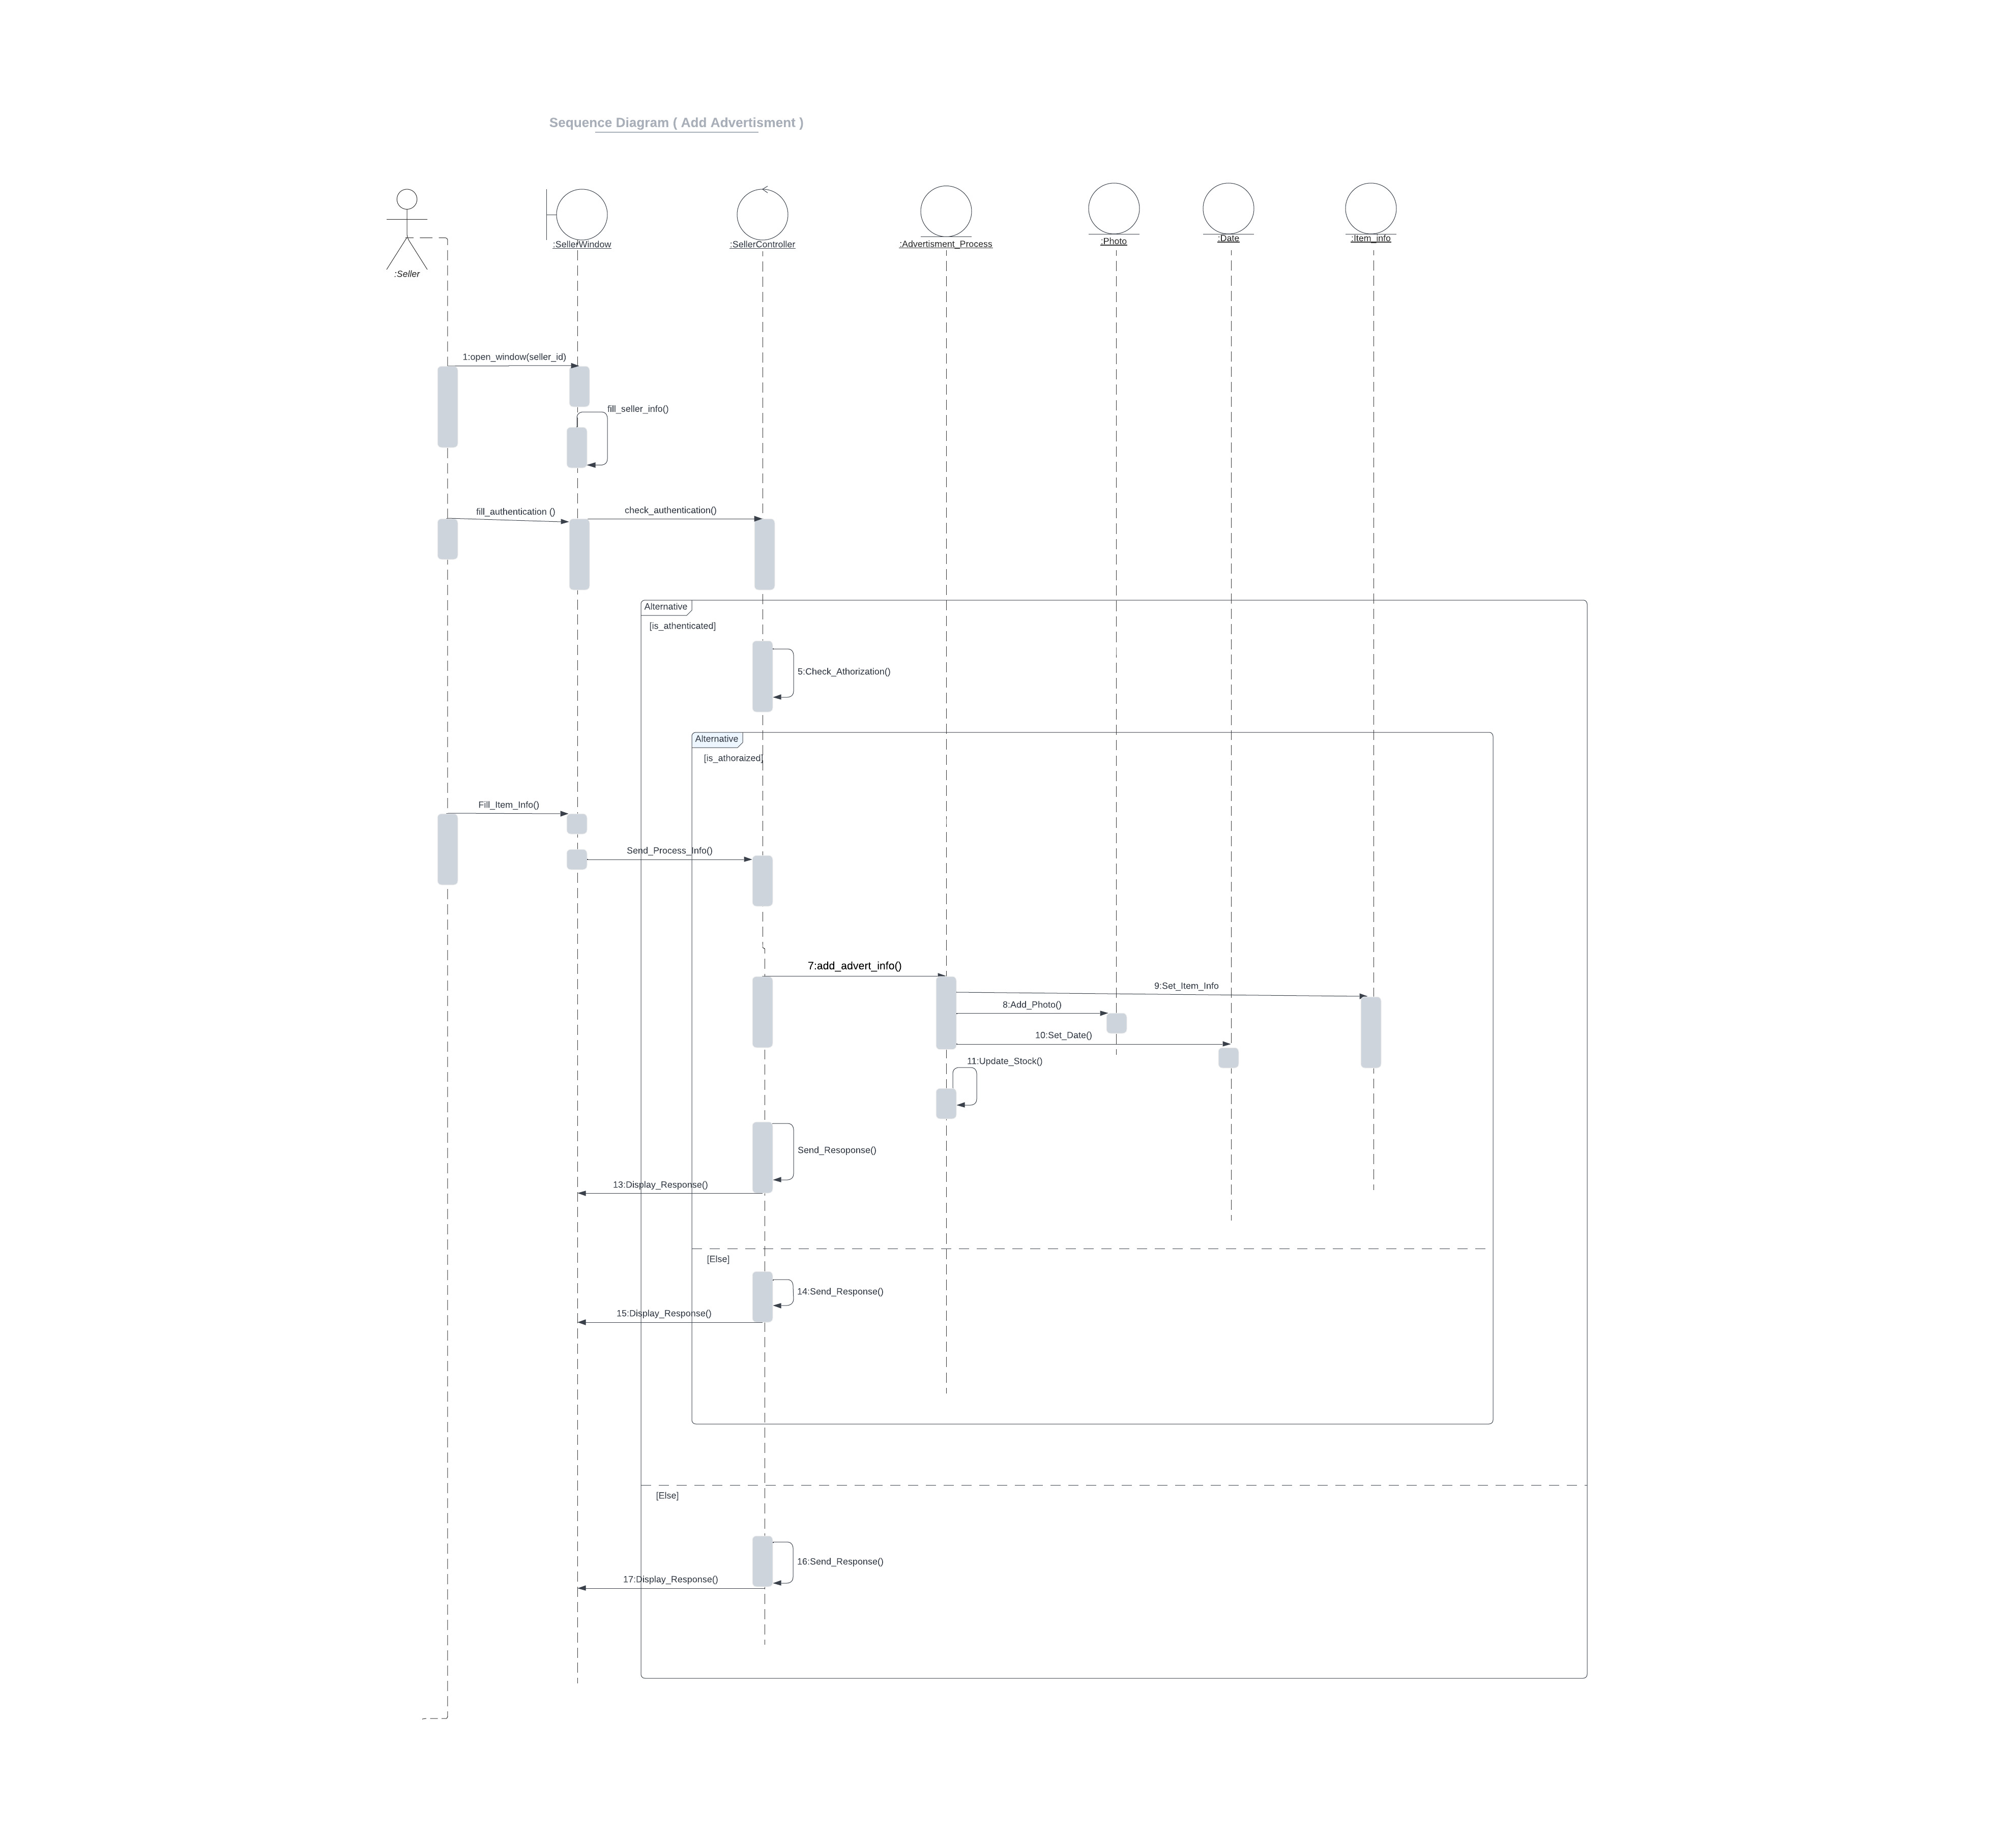 Sequence Diagram ( Add Advertisment )
:Seller
:SellerWindow
:SellerController
:Advertisment_Process
:Photo
:Date
:Item_info
1:open_window(seller_id)
fill_seller_info()
fill_authentication ()
check_authentication()
Alternative
[is_athenticated]
5:Check_Athorization()
Alternative
[is_athoraized]
Fill_Item_Info()
Send_Process_Info()
7:add_advert_info()
9:Set_Item_Info
8:Add_Photo()
10:Set_Date()
11:Update_Stock()
Send_Resoponse()
13:Display_Response()
[Else]
14:Send_Response()
15:Display_Response()
[Else]
16:Send_Response()
17:Display_Response()